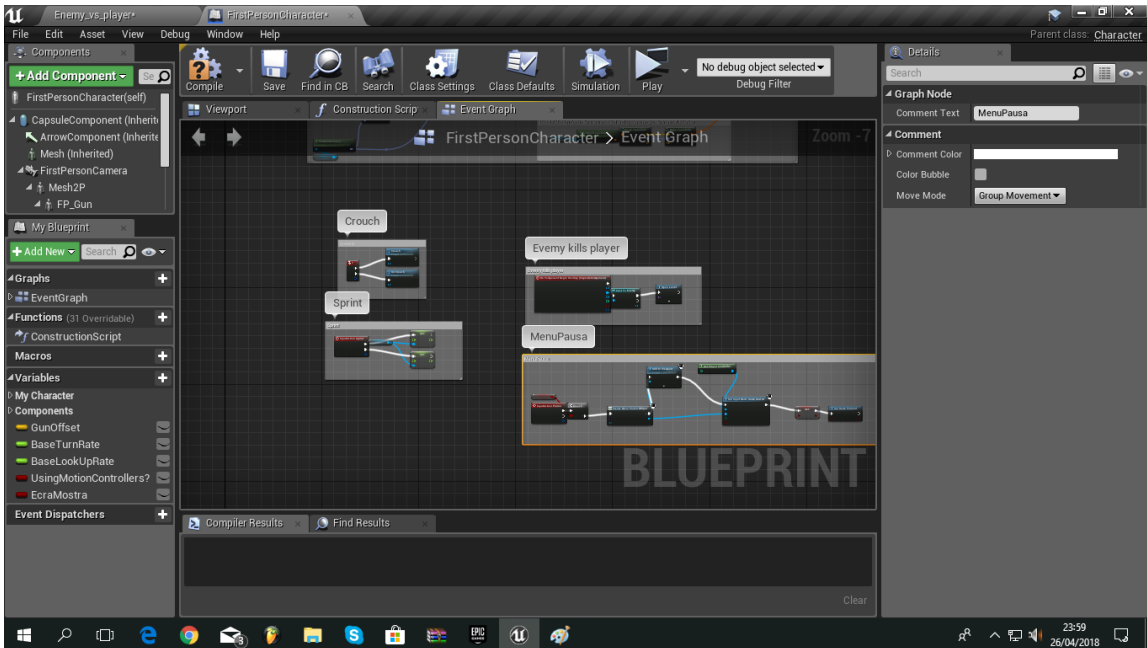 Enemy_vs_player*
FirstPersonCharacter*
File Edit Asset View Debug Window Help
Parent class: Character
Components
+Add Component
Se
FirstPersonCharacter(self)
CapsuleComponent (Inherite
ArrowComponent (Inherite
Mesh (Inherited)
FirstPersonCamera
Mesh2P
FP_Gun
My Blueprint
+Add New
Search
Graphs
EventGraph
Functions (31 Overridable)
ConstructionScript
Macros
Variables
My Character
Components
GunOffset
BaseTurnRate
BaseLookUpRate
UsingMotionControllers?
EcraMostra
Event Dispatchers
Compile
Save
Find in CB
Search
Class Settings
Class Defaults
Simulation
Play
No debug object selected
Debug Filter
Viewport
Construction Scrip
Event Graph
FirstPersonCharacter > Event Graph
Zoom -7
Crouch
Sprint
Evemy kills player
MenuPausa
BLUEPRINT
Compiler Results
Find Results
Clear
Details
Search
Graph Node
Comment Text MenuPausa
Comment
Comment Color
Color Bubble
Move Mode Group Movement
EPIC
GAMES
23:59
26/04/2018